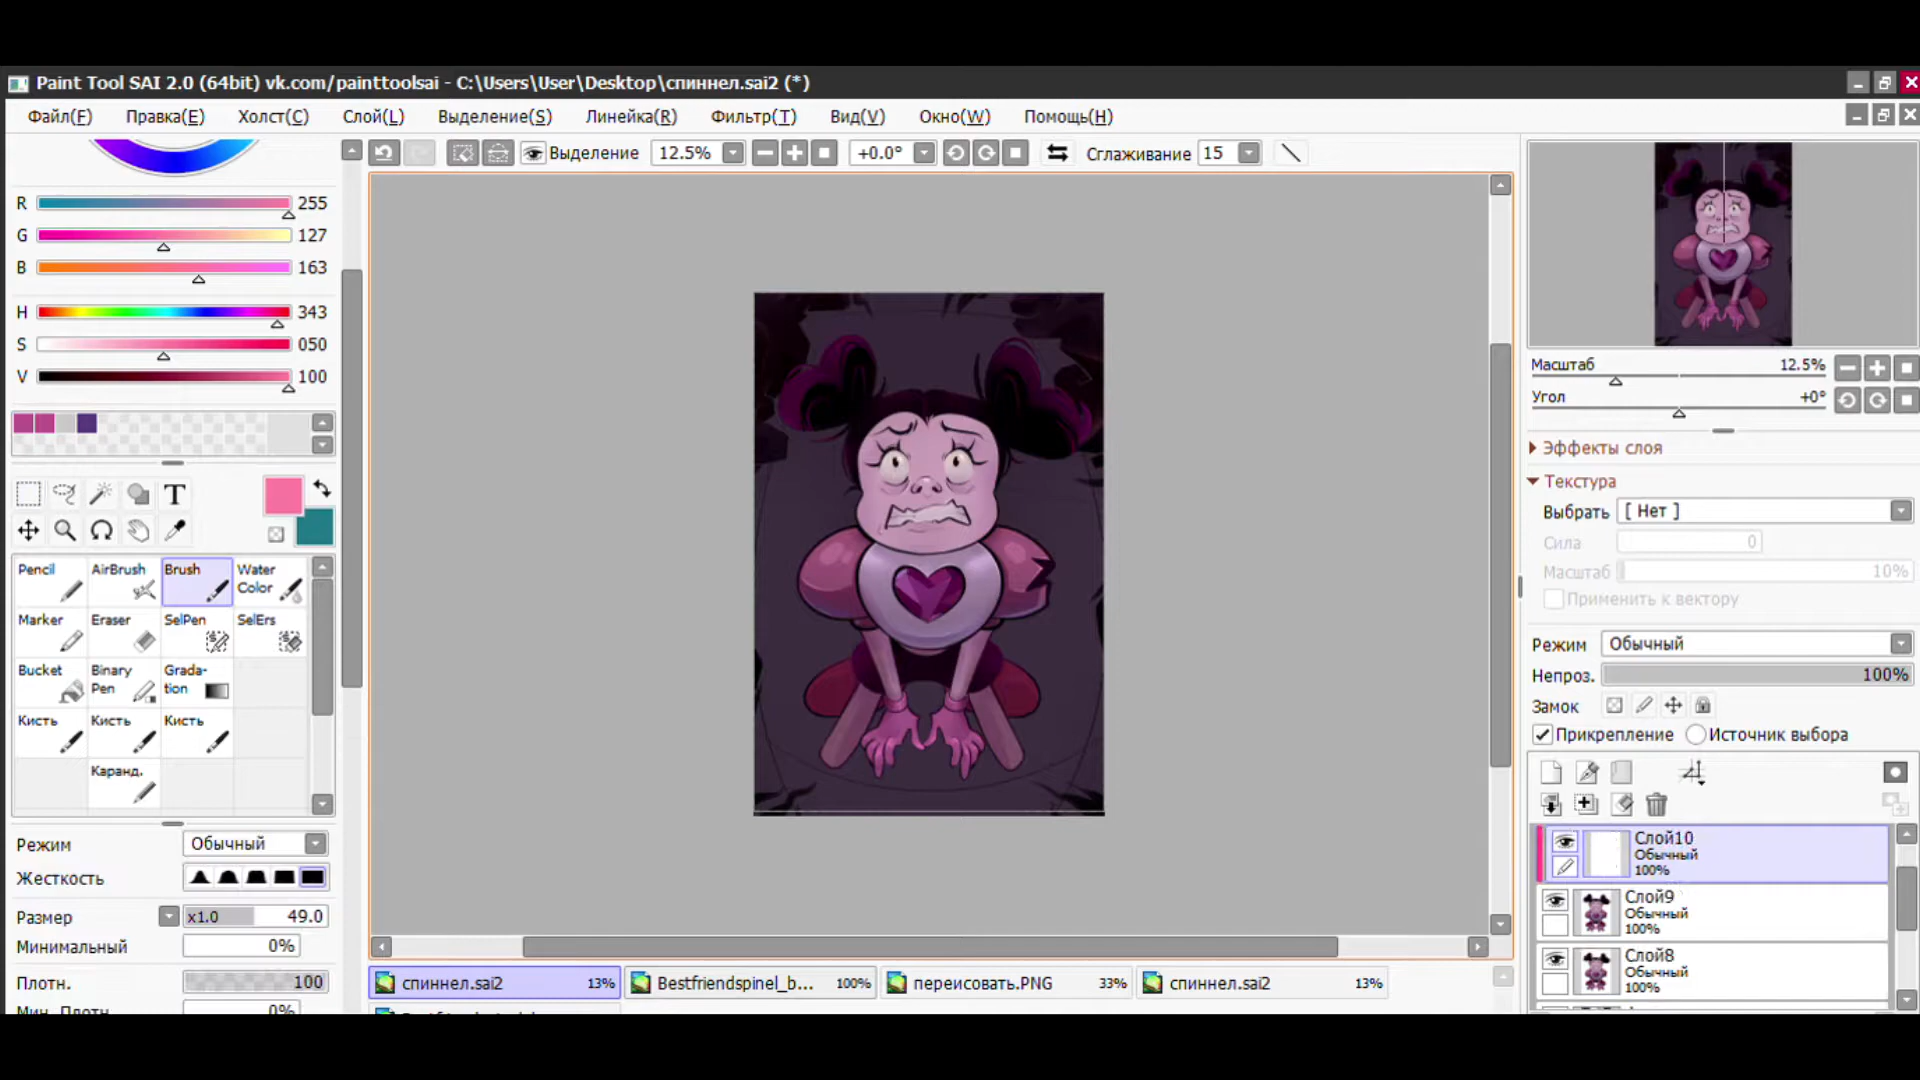 Paint Tool SAI 2.0 (64bit) vk.com/painttoolsai - C:\Users\User\Desktop\спиннел.sai2 (*)
Файл(F) Правка(E) Холст(C) Слой(L) Выделение(S) Линейка(R) Фильтр(T) Вид(V) Окно(W) Помощь(H)
Выделение 12.5% +0.0° Сглаживание 15
R 255
G 127
B 163
H 343
S 050
V 100
T
Pencil AirBrush Brush Water Color
Marker Eraser SelPen SelErs
Bucket Binary Pen Grada-tion
Кисть Кисть Кисть
Каранд.
Режим Обычный
Жесткость
Размер x1.0 49.0
Минимальный 0%
Плотн. 100
Мин. Плотн 0%
спиннел.sai2 13% Bestfriendspinel_b... 100% переисовать.PNG 33% спиннел.sai2 13%
Масштаб 12.5%
Угол +0°
Эффекты слоя
Текстура
Выбрать [ Нет ]
Сила 0
Масштаб 10%
Применить к вектору
Режим Обычный
Непроз. 100%
Замок
Прикрепление Источник выбора
Слой10
Обычный
100%
Слой9
Обычный
100%
Слой8
Обычный
100%